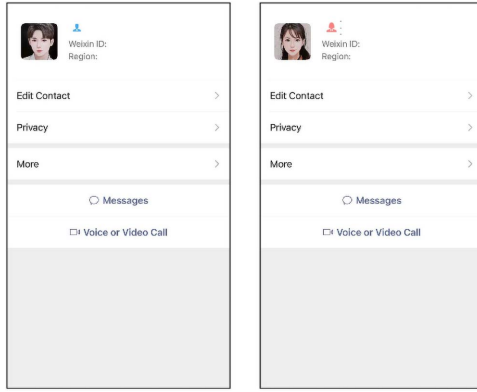 Weixin ID:
Region:
Edit Contact
Privacy
More
Messages
Voice or Video Call
Weixin ID:
Region:
Edit Contact
Privacy
More
Messages
Voice or Video Call